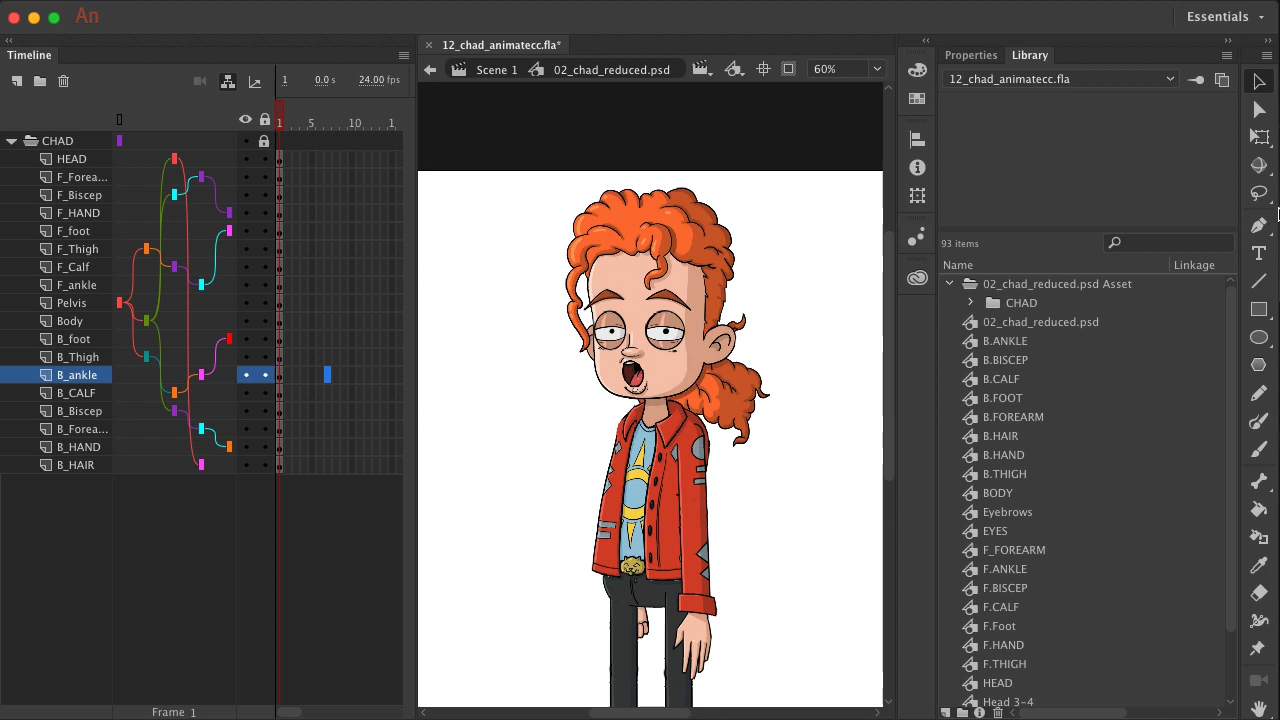 An
Essentials
Timeline
12_chad_animatecc.fla*
Properties
Library
1
0.0 s
24.00 fps
Scene 1
02_chad_reduced.psd
60%
12_chad_animatecc.fla
1
5
10
1
CHAD
HEAD
F_Forea...
F_Biscep
F_HAND
F_foot
F_Thigh
F_Calf
F_ankle
Pelvis
Body
B_foot
B_Thigh
B_ankle
B_CALF
B_Biscep
B_Forea...
B_HAND
B_HAIR
Frame 1
93 items
Name
Linkage
02_chad_reduced.psd Asset
CHAD
02_chad_reduced.psd
B.ANKLE
B.BISCEP
B.CALF
B.FOOT
B.FOREARM
B.HAIR
B.HAND
B.THIGH
BODY
Eyebrows
EYES
F_FOREARM
F.ANKLE
F.BISCEP
F.CALF
F.Foot
F.HAND
F.THIGH
HEAD
Head 3-4